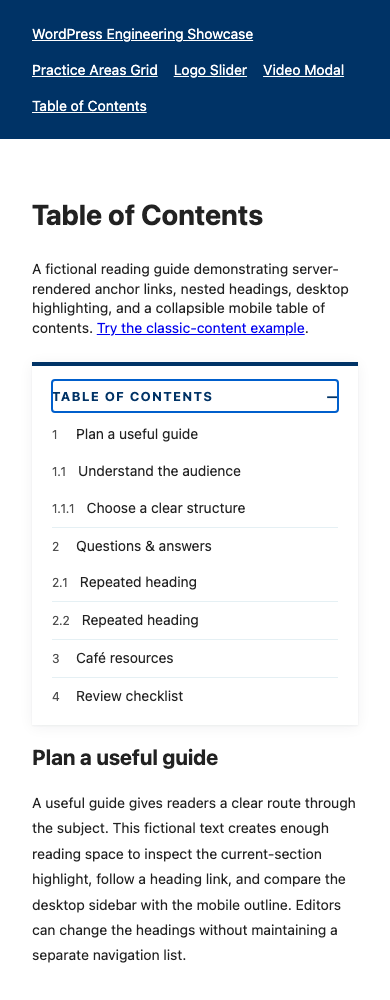 WordPress Engineering Showcase
Practice Areas Grid Logo Slider Video Modal
Table of Contents
Table of Contents
A fictional reading guide demonstrating server-
rendered anchor links, nested headings, desktop
highlighting, and a collapsible mobile table of
contents. Try the classic-content example.
TABLE OF CONTENTS –
1 Plan a useful guide
1.1 Understand the audience
1.1.1 Choose a clear structure
2 Questions & answers
2.1 Repeated heading
2.2 Repeated heading
3 Café resources
4 Review checklist
Plan a useful guide
A useful guide gives readers a clear route through
the subject. This fictional text creates enough
reading space to inspect the current-section
highlight, follow a heading link, and compare the
desktop sidebar with the mobile outline. Editors
can change the headings without maintaining a
separate navigation list.